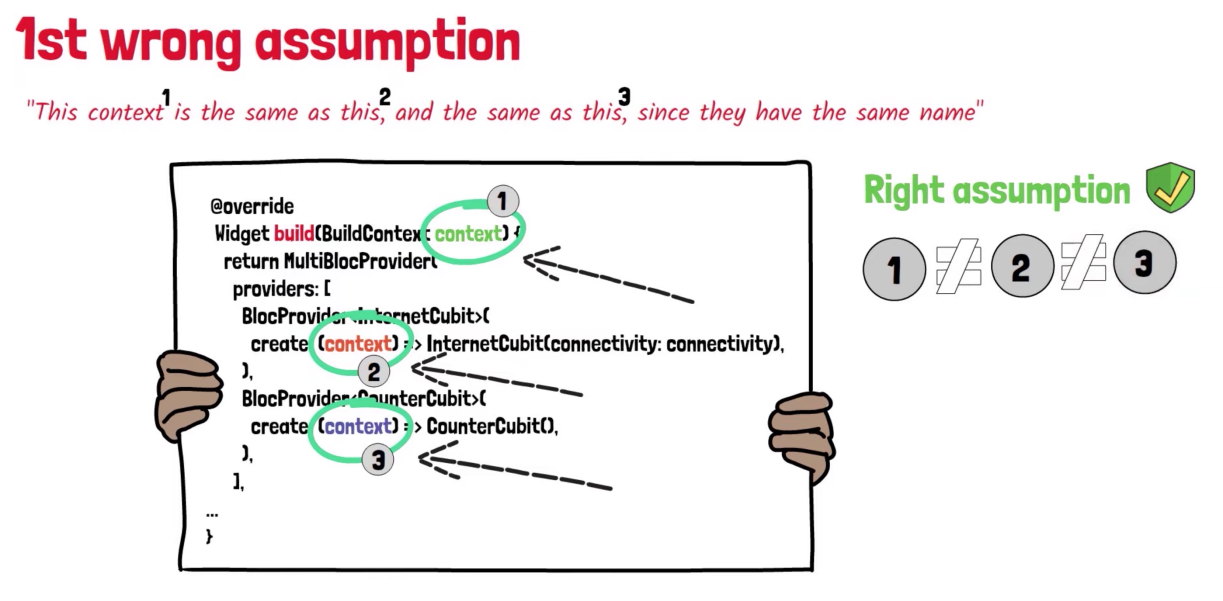 1st wrong assumption
"This context¹ is the same as this,² and the same as this,³ since they have the same name"
@override
Widget build(BuildContext context) {
1
return MultiBlocProvider(
providers: [
BlocProvider<InternetCubit>(
create (context) => InternetCubit(connectivity: connectivity),
2
),
BlocProvider<CounterCubit>(
create (context) => CounterCubit(),
3
),
],
...
}
Right assumption
1 ≠ 2 ≠ 3